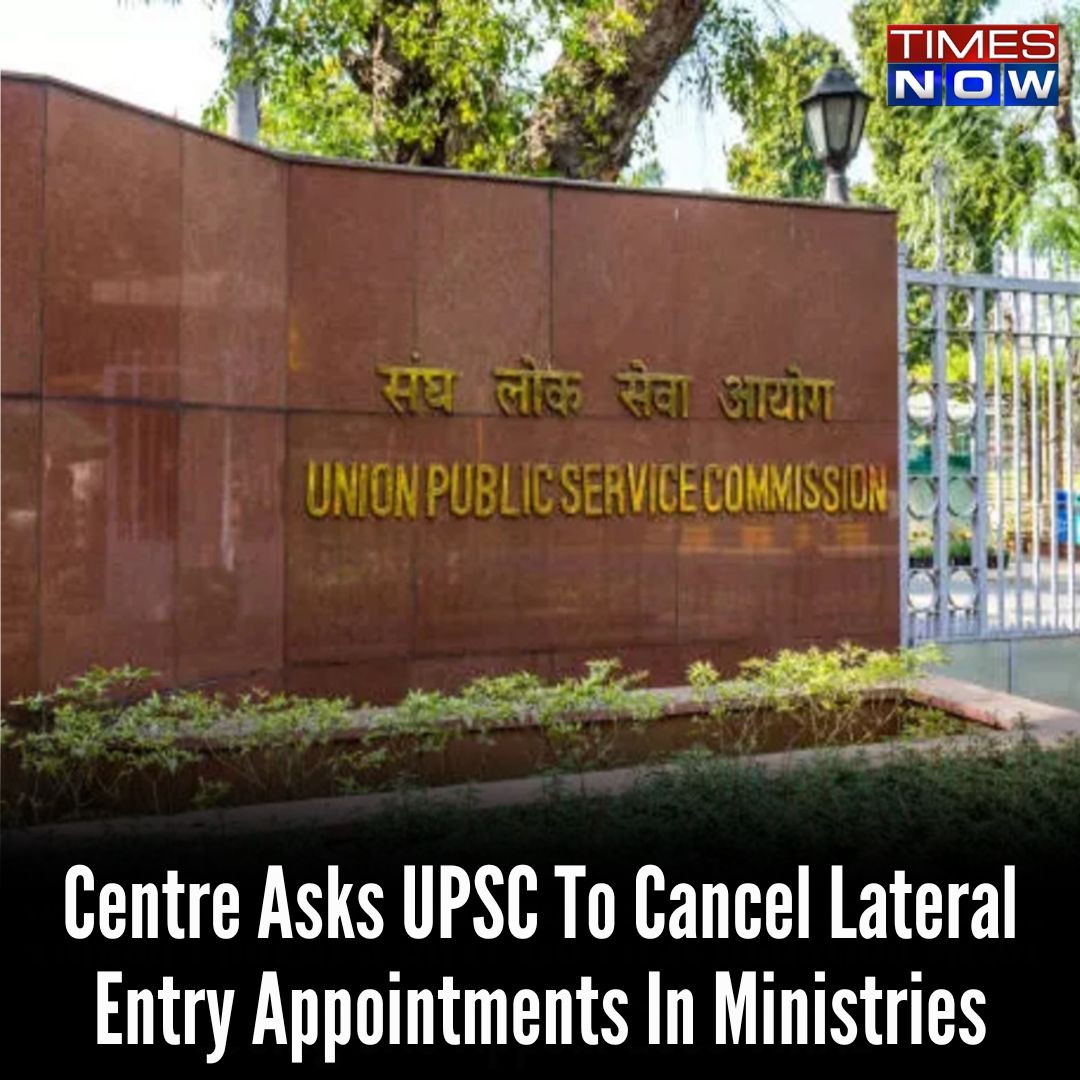 TIMES
NOW
संघ लोक सेवा आयोग
UNION PUBLIC SERVICE COMMISSION
Centre Asks UPSC To Cancel Lateral
Entry Appointments In Ministries